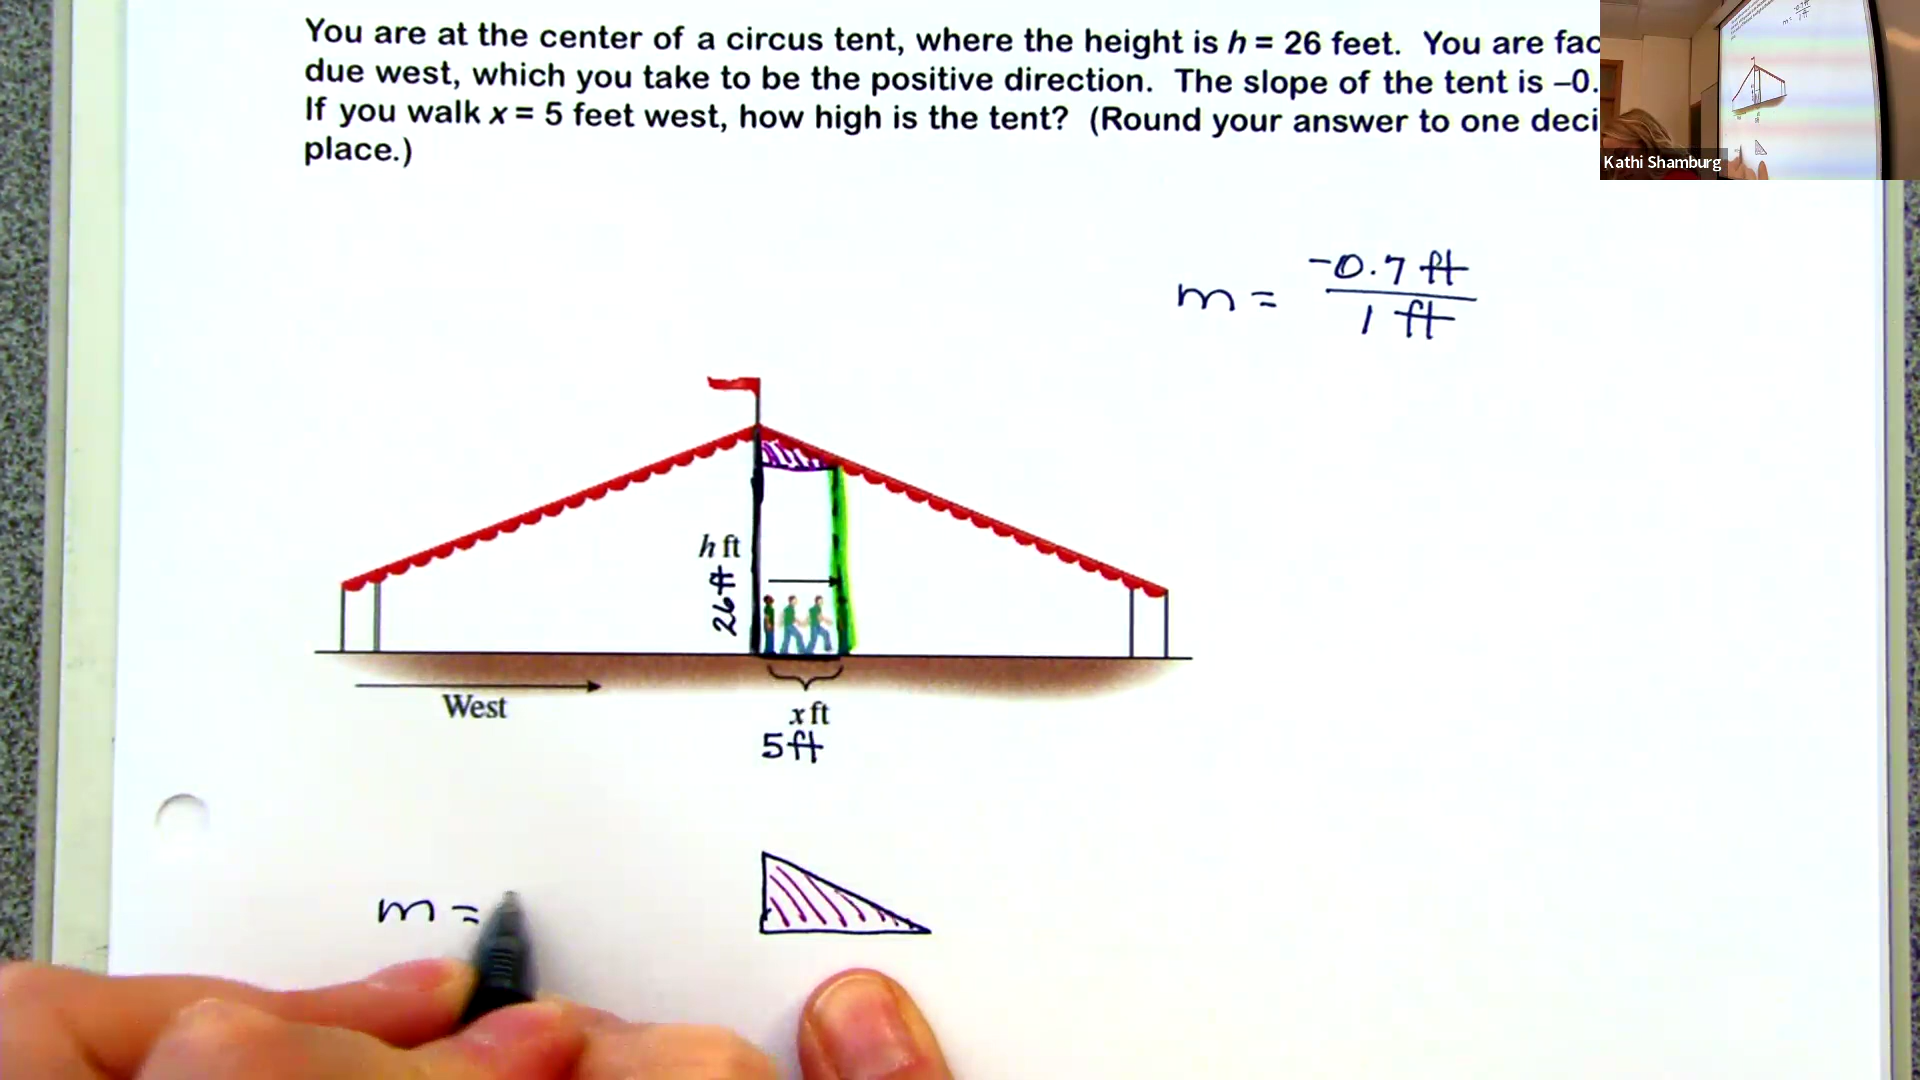 You are at the center of a circus tent, where the height is h = 26 feet. You are fac
due west, which you take to be the positive direction. The slope of the tent is –0.
If you walk x = 5 feet west, how high is the tent? (Round your answer to one deci
place.)
Kathi Shamburg
m = -0.7 ft
1 ft
h ft
26 ft
West
x ft
5 ft
m =